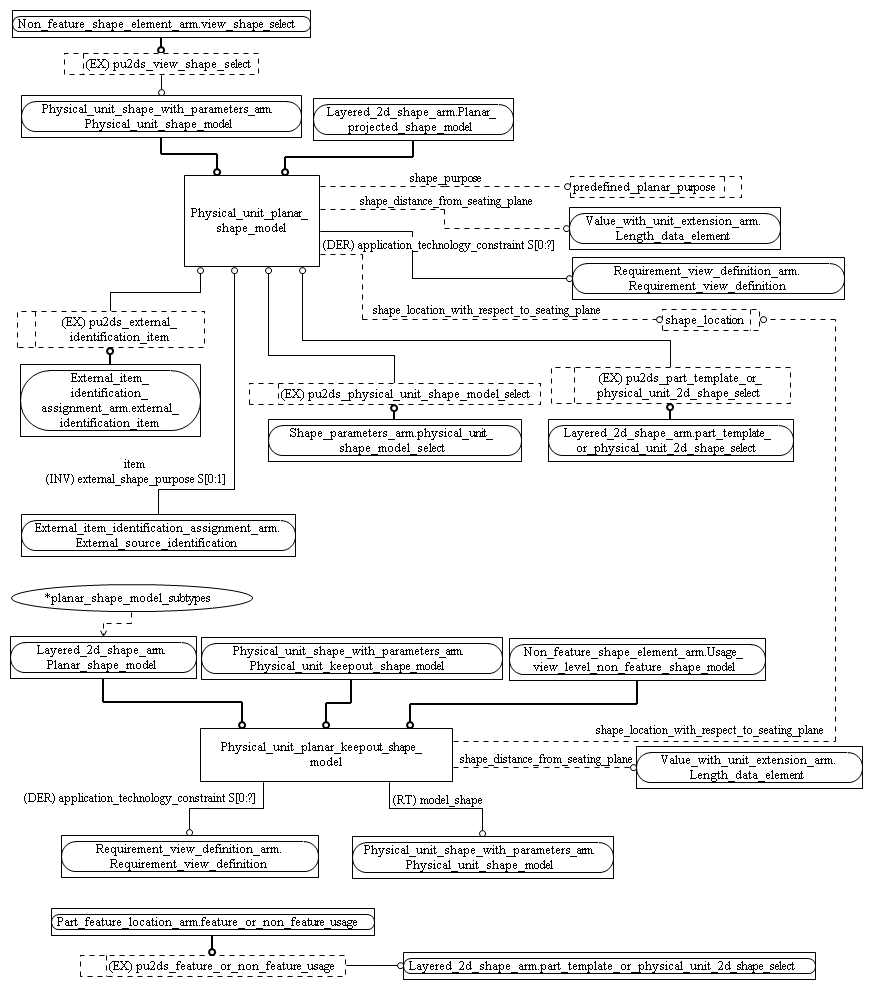 Non_feature_shape_element_arm.view_shape_select
(EX) pu2ds_view_shape_select
Physical_unit_shape_with_parameters_arm.
Physical_unit_shape_model
Layered_2d_shape_arm.Planar_
projected_shape_model
Physical_unit_planar_
shape_model
shape_purpose
predefined_planar_purpose
shape_distance_from_seating_plane
Value_with_unit_extension_arm.
Length_data_element
(DER) application_technology_constraint S[0:?]
Requirement_view_definition_arm.
Requirement_view_definition
shape_location_with_respect_to_seating_plane
shape_location
(EX) pu2ds_external_
identification_item
External_item_
identification_
assignment_arm.external_
identification_item
(EX) pu2ds_physical_unit_shape_model_select
Shape_parameters_arm.physical_unit_
shape_model_select
(EX) pu2ds_part_template_or_
physical_unit_2d_shape_select
Layered_2d_shape_arm.part_template_
or_physical_unit_2d_shape_select
item
(INV) external_shape_purpose S[0:1]
External_item_identification_assignment_arm.
External_source_identification
*planar_shape_model_subtypes
Layered_2d_shape_arm.
Planar_shape_model
Physical_unit_shape_with_parameters_arm.
Physical_unit_keepout_shape_model
Non_feature_shape_element_arm.Usage_
view_level_non_feature_shape_model
Physical_unit_planar_keepout_shape_
model
shape_location_with_respect_to_seating_plane
shape_distance_from_seating_plane
Value_with_unit_extension_arm.
Length_data_element
(DER) application_technology_constraint S[0:?]
Requirement_view_definition_arm.
Requirement_view_definition
(RT) model_shape
Physical_unit_shape_with_parameters_arm.
Physical_unit_shape_model
Part_feature_location_arm.feature_or_non_feature_usage
(EX) pu2ds_feature_or_non_feature_usage
Layered_2d_shape_arm.part_template_or_physical_unit_2d_shape_select